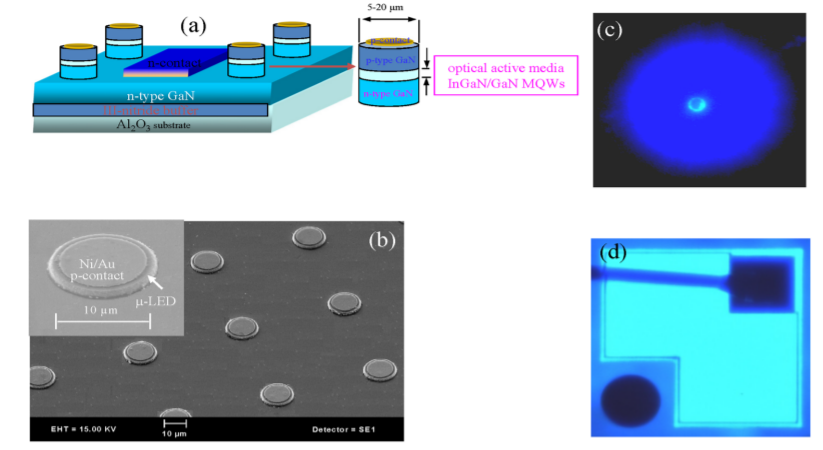 (a)
5-20 μm
p-contact
p-type GaN
n-type GaN
optical active media
InGaN/GaN MQWs
n-contact
n-type GaN
Al2O3 substrate
(b)
Ni/Au
p-contact
μ-LED
10 μm
EHT = 15.00 KV
10 μm
Detector = SE1
(c)
(d)